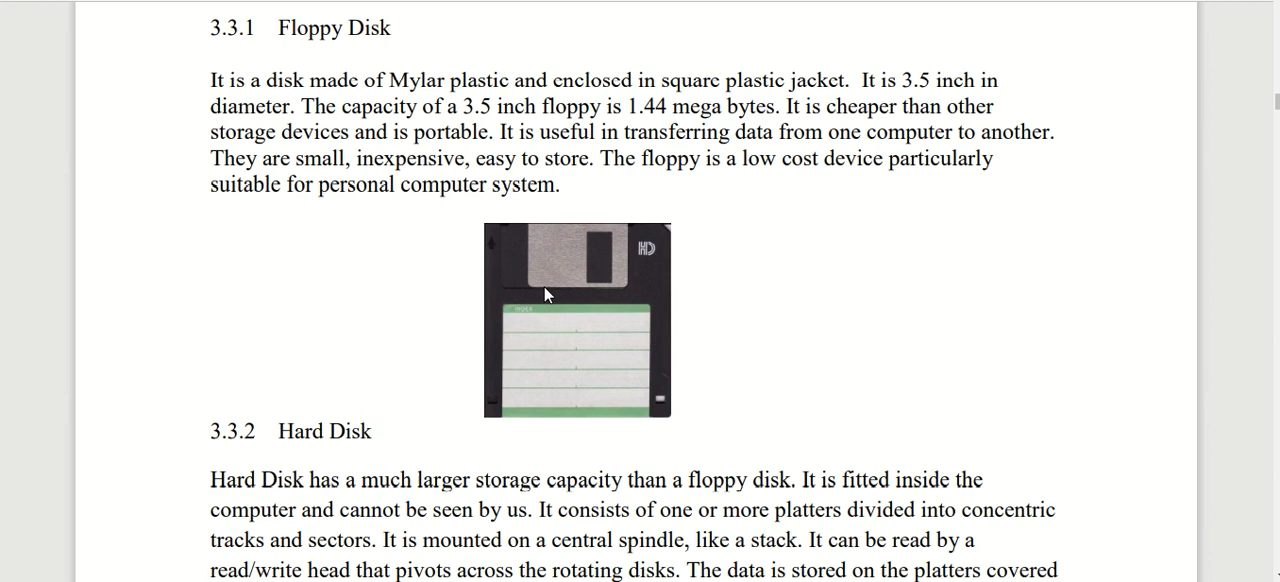 3.3.1 Floppy Disk
It is a disk made of Mylar plastic and enclosed in square plastic jacket. It is 3.5 inch in
diameter. The capacity of a 3.5 inch floppy is 1.44 mega bytes. It is cheaper than other
storage devices and is portable. It is useful in transferring data from one computer to another.
They are small, inexpensive, easy to store. The floppy is a low cost device particularly
suitable for personal computer system.
HD
3.3.2 Hard Disk
Hard Disk has a much larger storage capacity than a floppy disk. It is fitted inside the
computer and cannot be seen by us. It consists of one or more platters divided into concentric
tracks and sectors. It is mounted on a central spindle, like a stack. It can be read by a
read/write head that pivots across the rotating disks. The data is stored on the platters covered